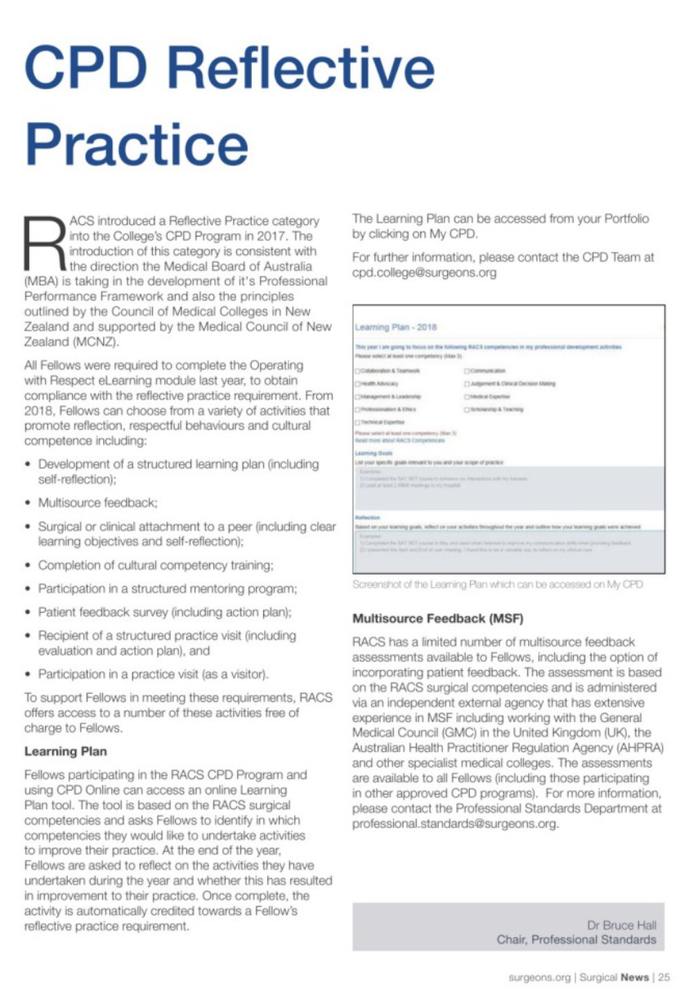 CPD Reflective
Practice
RACS introduced a Reflective Practice category
into the College's CPD Program in 2017. The
introduction of this category is consistent with
the direction the Medical Board of Australia
(MBA) is taking in the development of it's Professional
Performance Framework and also the principles
outlined by the Council of Medical Colleges in New
Zealand and supported by the Medical Council of New
Zealand (MCNZ).
All Fellows were required to complete the Operating
with Respect eLearning module last year, to obtain
compliance with the reflective practice requirement. From
2018, Fellows can choose from a variety of activities that
promote reflection, respectful behaviours and cultural
competence including:
• Development of a structured learning plan (including
self-reflection);
• Multisource feedback;
• Surgical or clinical attachment to a peer (including clear
learning objectives and self-reflection);
• Completion of cultural competency training;
• Participation in a structured mentoring program;
• Patient feedback survey (including action plan);
• Recipient of a structured practice visit (including
evaluation and action plan), and
• Participation in a practice visit (as a visitor).
To support Fellows in meeting these requirements, RACS
offers access to a number of these activities free of
charge to Fellows.
Learning Plan
Fellows participating in the RACS CPD Program and
using CPD Online can access an online Learning
Plan tool. The tool is based on the RACS surgical
competencies and asks Fellows to identify in which
competencies they would like to undertake activities
to improve their practice. At the end of the year,
Fellows are asked to reflect on the activities they have
undertaken during the year and whether this has resulted
in improvement to their practice. Once complete, the
activity is automatically credited towards a Fellow's
reflective practice requirement.
The Learning Plan can be accessed from your Portfolio
by clicking on My CPD.
For further information, please contact the CPD Team at
cpd.college@surgeons.org
Learning Plan - 2018
This year I am going to focus on the following RACS competencies in my professional development activities
Please select at least one competency (Max 3)
Collaboration & Teamwork Communication
Health Advocacy Judgement & Clinical Decision Making
Management & Leadership Medical Expertise
Professionalism & Ethics Scholarship & Teaching
Technical Expertise
Please select at least one competency (Max 3)
Read more about RACS Competencies
Learning Goals
List your specific goals relevant to you and your scope of practice
Examples:
1) Completed the SAT SET course to enhance my interactions with my trainees
2) Lead at least 2 M&M meetings in my hospital
Reflection
Based on your learning goals, reflect on your activities throughout the year and outline how your learning goals were achieved
Examples:
1) Completed the SAT SET course in May and used what I learned to improve my communication skills when providing feedback
2) I presented the April and End of year meeting. I found this to be a valuable way to reflect on my clinical care
Screenshot of the Learning Plan which can be accessed on My CPD
Multisource Feedback (MSF)
RACS has a limited number of multisource feedback
assessments available to Fellows, including the option of
incorporating patient feedback. The assessment is based
on the RACS surgical competencies and is administered
via an independent external agency that has extensive
experience in MSF including working with the General
Medical Council (GMC) in the United Kingdom (UK), the
Australian Health Practitioner Regulation Agency (AHPRA)
and other specialist medical colleges. The assessments
are available to all Fellows (including those participating
in other approved CPD programs). For more information,
please contact the Professional Standards Department at
professional.standards@surgeons.org.
Dr Bruce Hall
Chair, Professional Standards
surgeons.org | Surgical News | 25